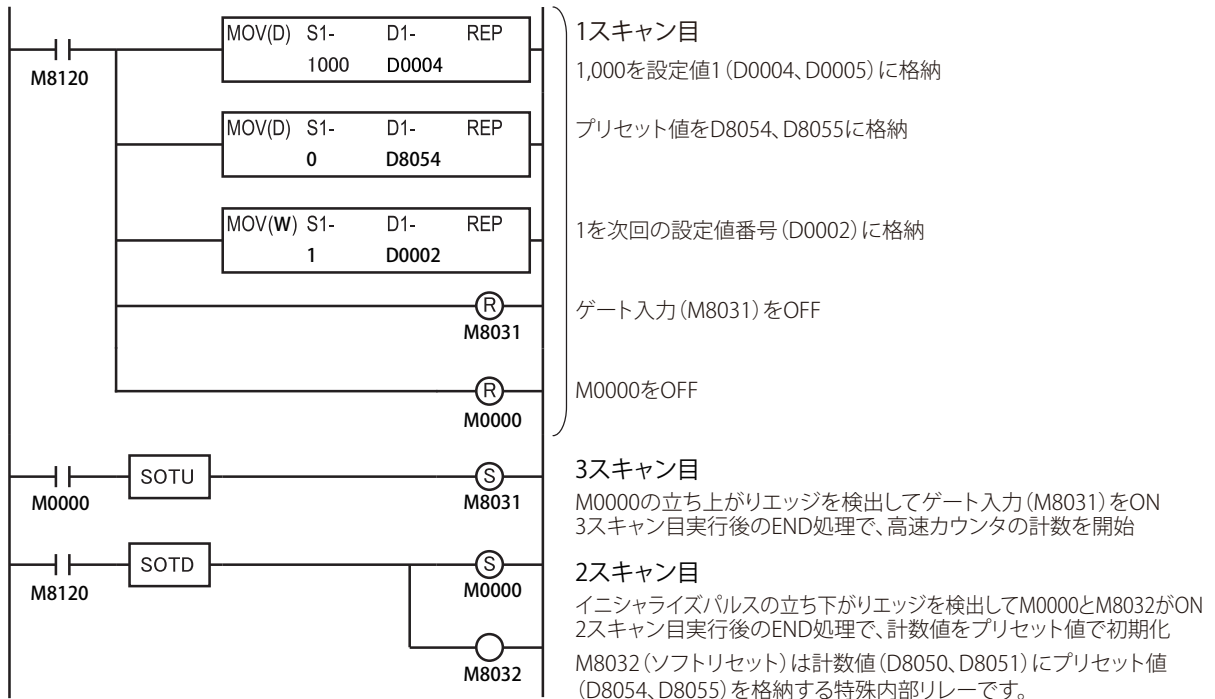 MOV(D) S1- D1- REP
1000 D0004
M8120
1スキャン目
1,000を設定値1(D0004、D0005)に格納
MOV(D) S1- D1- REP
0 D8054
プリセット値をD8054、D8055に格納
MOV(W) S1- D1- REP
1 D0002
1を次回の設定値番号(D0002)に格納
R
M8031
ゲート入力(M8031)をOFF
R
M0000
M0000をOFF
M0000
SOTU
S
M8031
3スキャン目
M0000の立ち上がりエッジを検出してゲート入力(M8031)をON
3スキャン目実行後のEND処理で、高速カウンタの計数を開始
M8120
SOTD
S
M0000
M8032
2スキャン目
イニシャライズパルスの立ち下がりエッジを検出してM0000とM8032がON
2スキャン目実行後のEND処理で、計数値をプリセット値で初期化
M8032(ソフトリセット)は計数値(D8050、D8051)にプリセット値
(D8054、D8055)を格納する特殊内部リレーです。